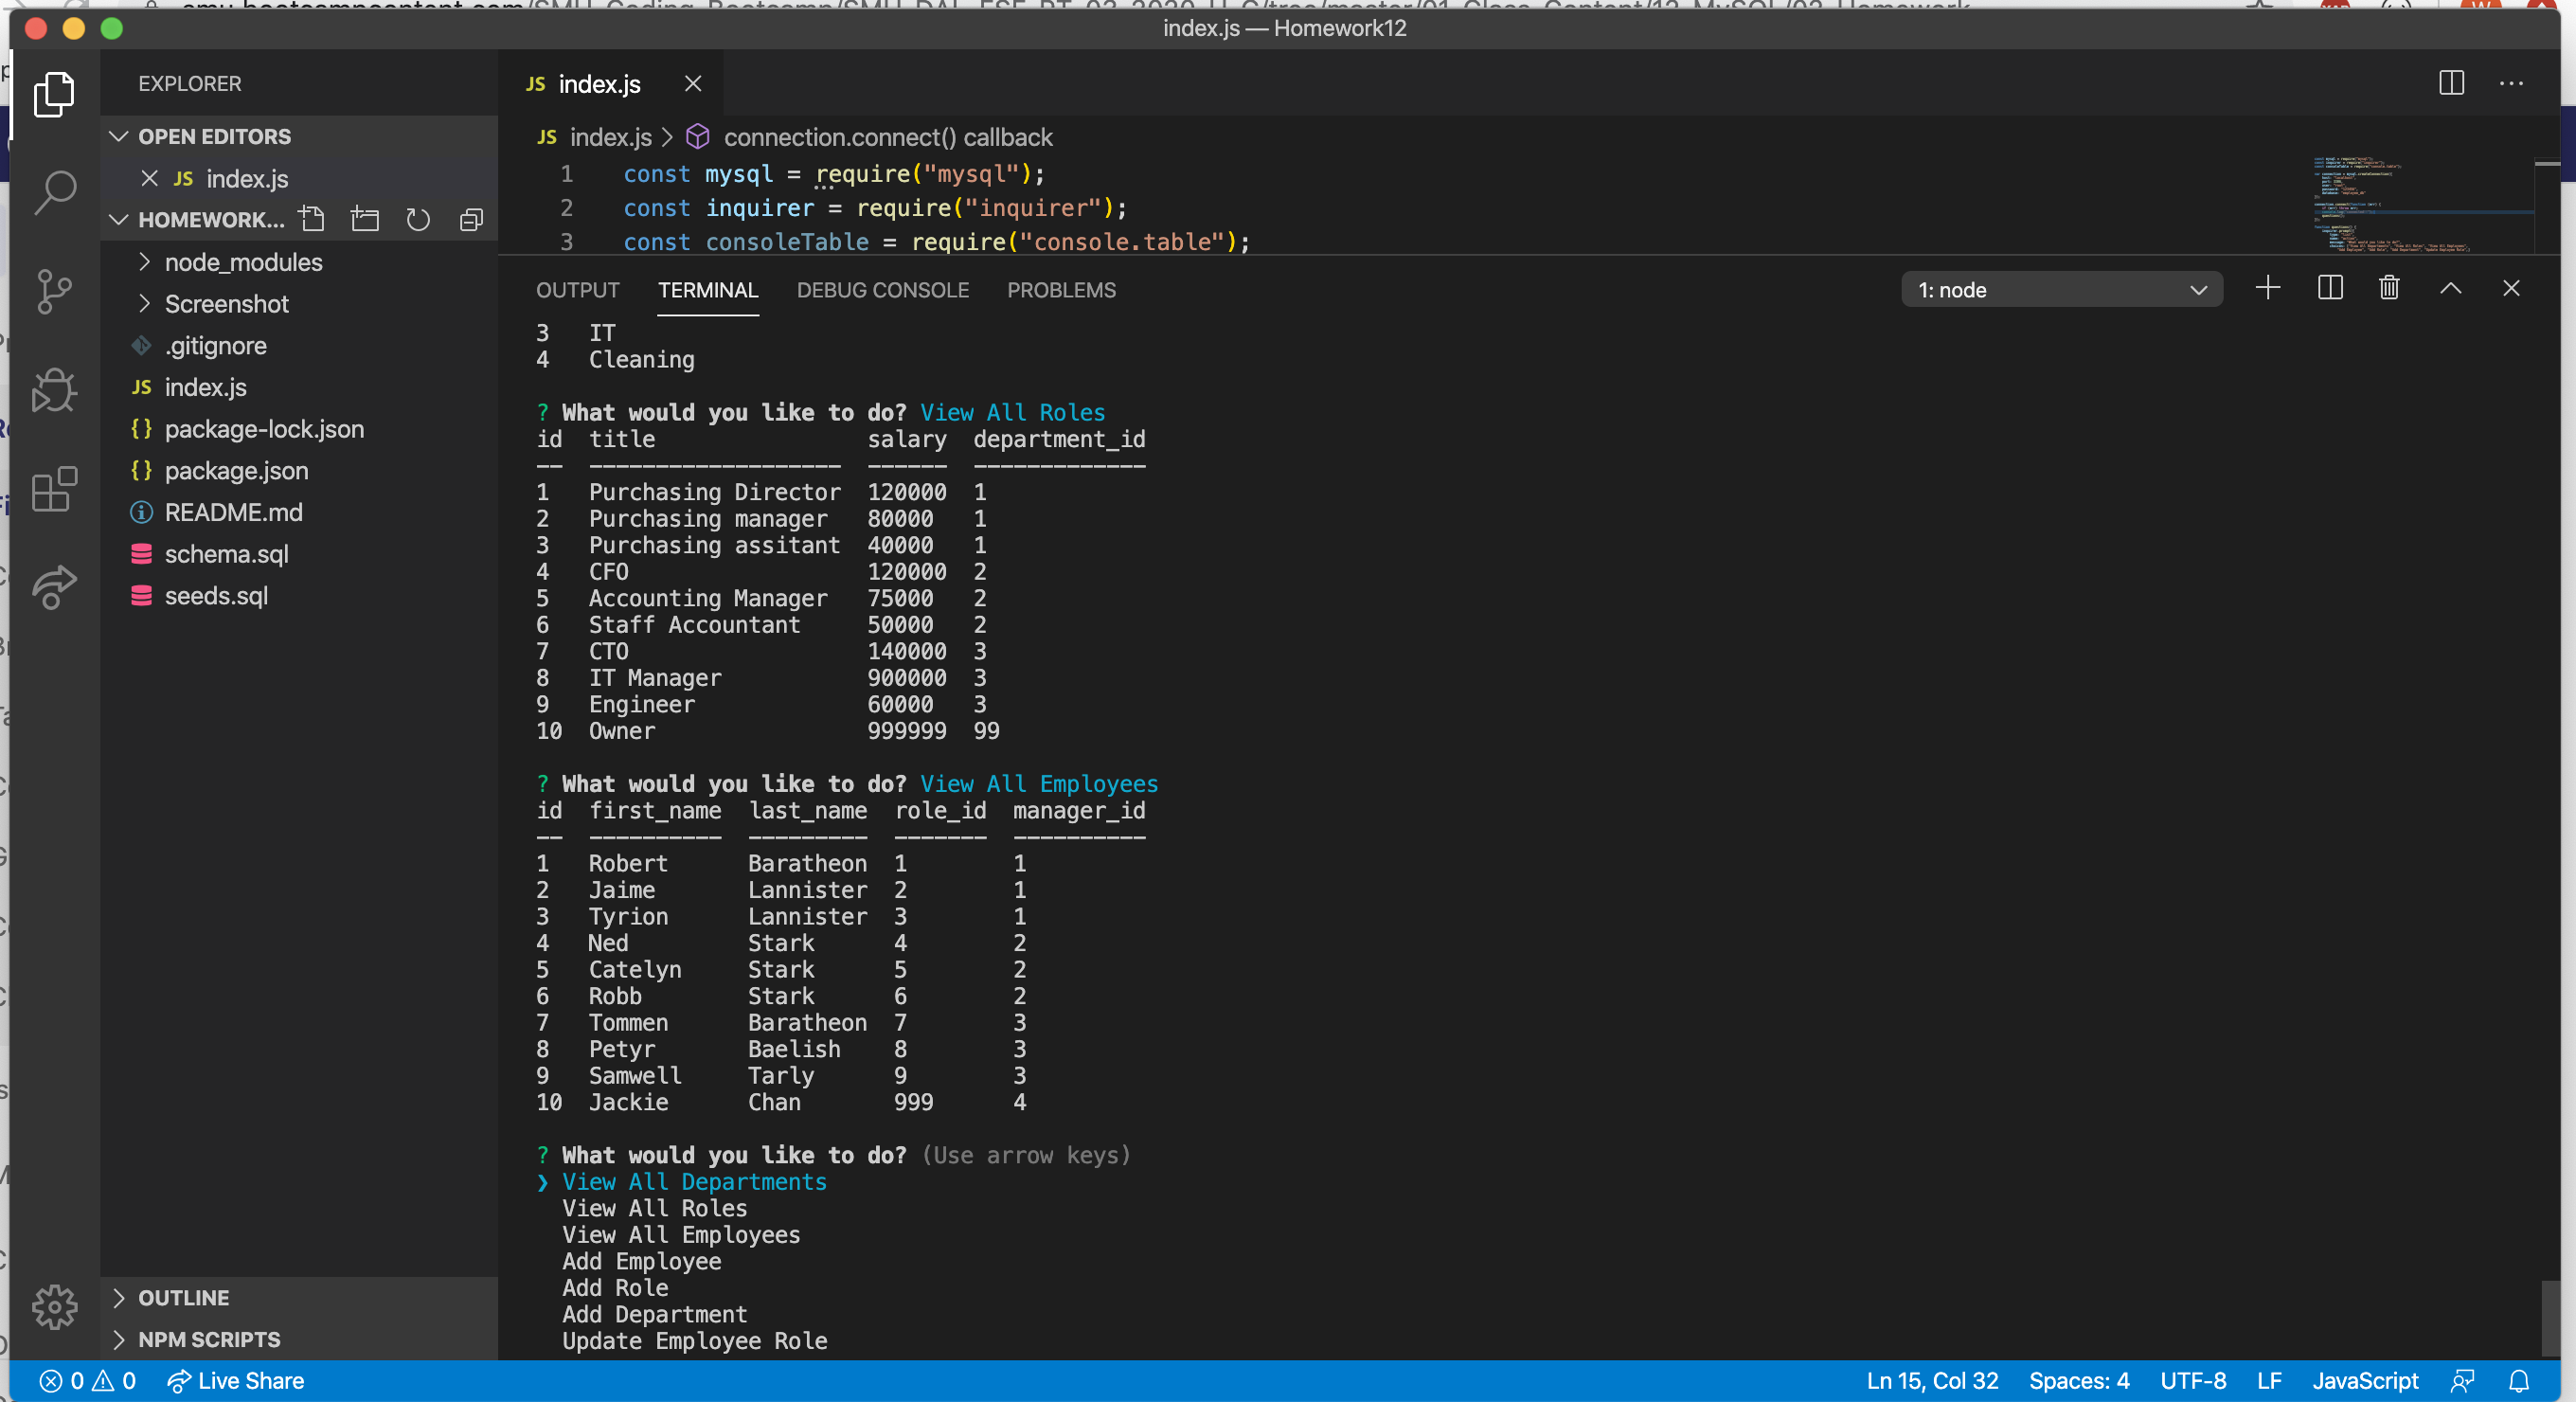 index.js — Homework12
EXPLORER
OPEN EDITORS
JS index.js
HOMEWORK...
node_modules
Screenshot
.gitignore
JS index.js
{} package-lock.json
{} package.json
README.md
schema.sql
seeds.sql
OUTLINE
NPM SCRIPTS
JS index.js
JS index.js > connection.connect() callback
1 const mysql = require("mysql");
2 const inquirer = require("inquirer");
3 const consoleTable = require("console.table");
OUTPUT TERMINAL DEBUG CONSOLE PROBLEMS 1: node
3 IT
4 Cleaning
? What would you like to do? View All Roles
id title salary department_id
-- ------------------- ------ -------------
1 Purchasing Director 120000 1
2 Purchasing manager 80000 1
3 Purchasing assitant 40000 1
4 CFO 120000 2
5 Accounting Manager 75000 2
6 Staff Accountant 50000 2
7 CTO 140000 3
8 IT Manager 900000 3
9 Engineer 60000 3
10 Owner 999999 99
? What would you like to do? View All Employees
id first_name last_name role_id manager_id
-- ---------- --------- ------- ----------
1 Robert Baratheon 1 1
2 Jaime Lannister 2 1
3 Tyrion Lannister 3 1
4 Ned Stark 4 2
5 Catelyn Stark 5 2
6 Robb Stark 6 2
7 Tommen Baratheon 7 3
8 Petyr Baelish 8 3
9 Samwell Tarly 9 3
10 Jackie Chan 999 4
? What would you like to do? (Use arrow keys)
❯ View All Departments
View All Roles
View All Employees
Add Employee
Add Role
Add Department
Update Employee Role
0 0 Live Share Ln 15, Col 32 Spaces: 4 UTF-8 LF JavaScript